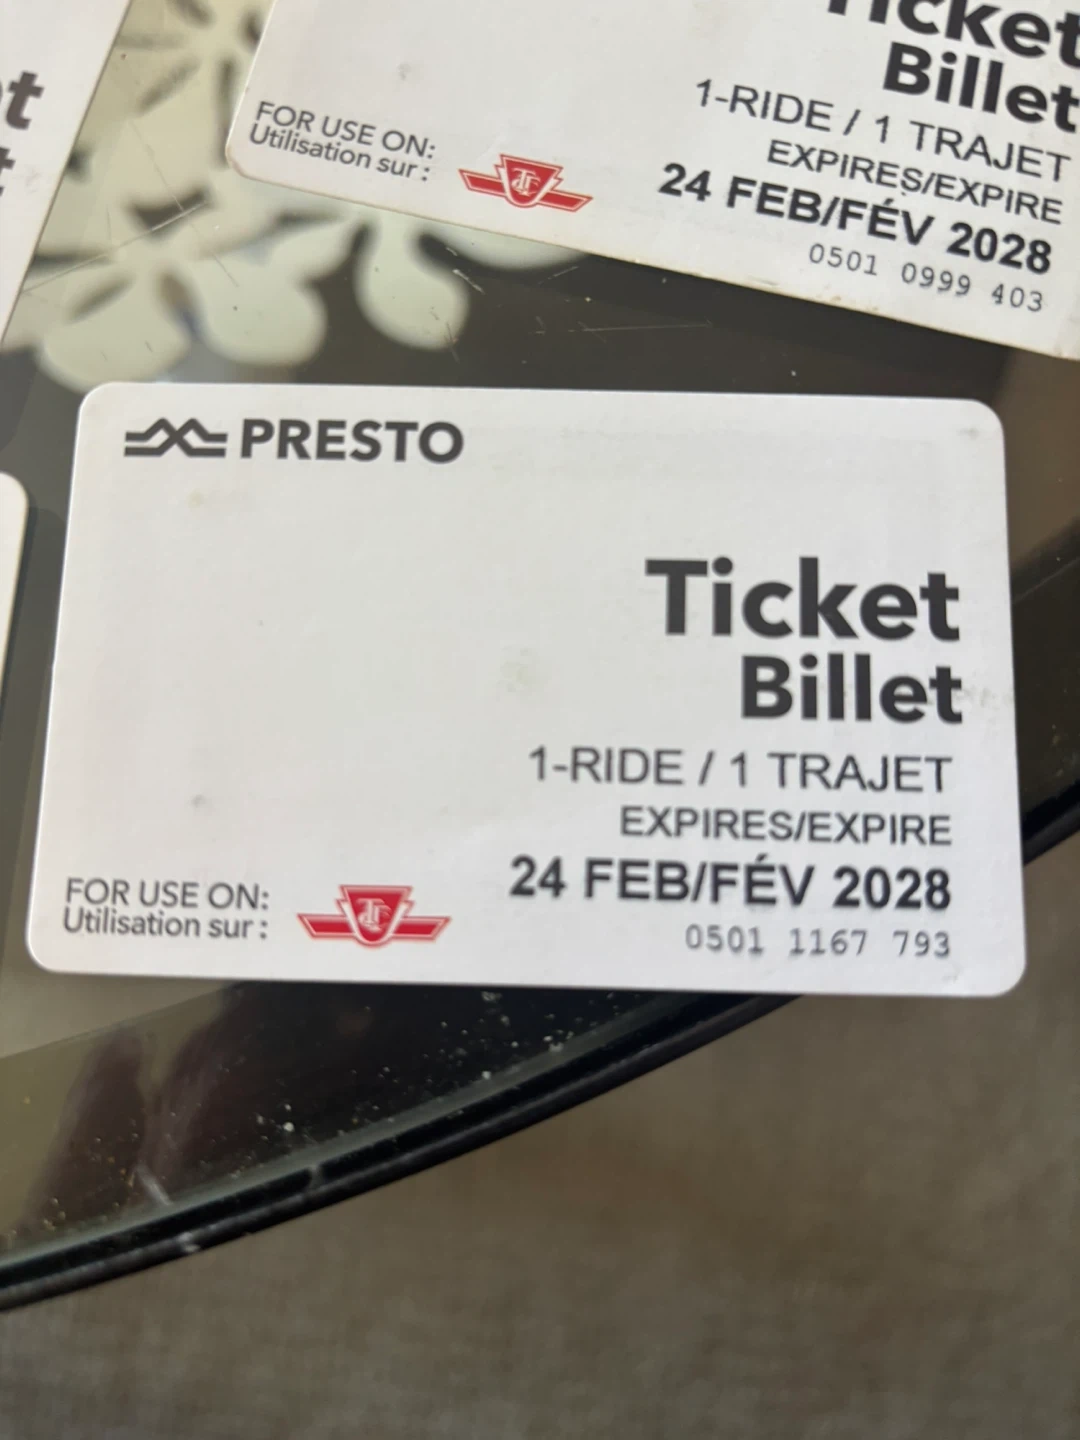 Ticket
Billet
1-RIDE / 1 TRAJET
EXPIRES/EXPIRE
24 FEB/FÉV 2028
0501 0999 403
FOR USE ON:
Utilisation sur :
PRESTO
Ticket
Billet
1-RIDE / 1 TRAJET
EXPIRES/EXPIRE
24 FEB/FÉV 2028
0501 1167 793
FOR USE ON:
Utilisation sur :
TTC